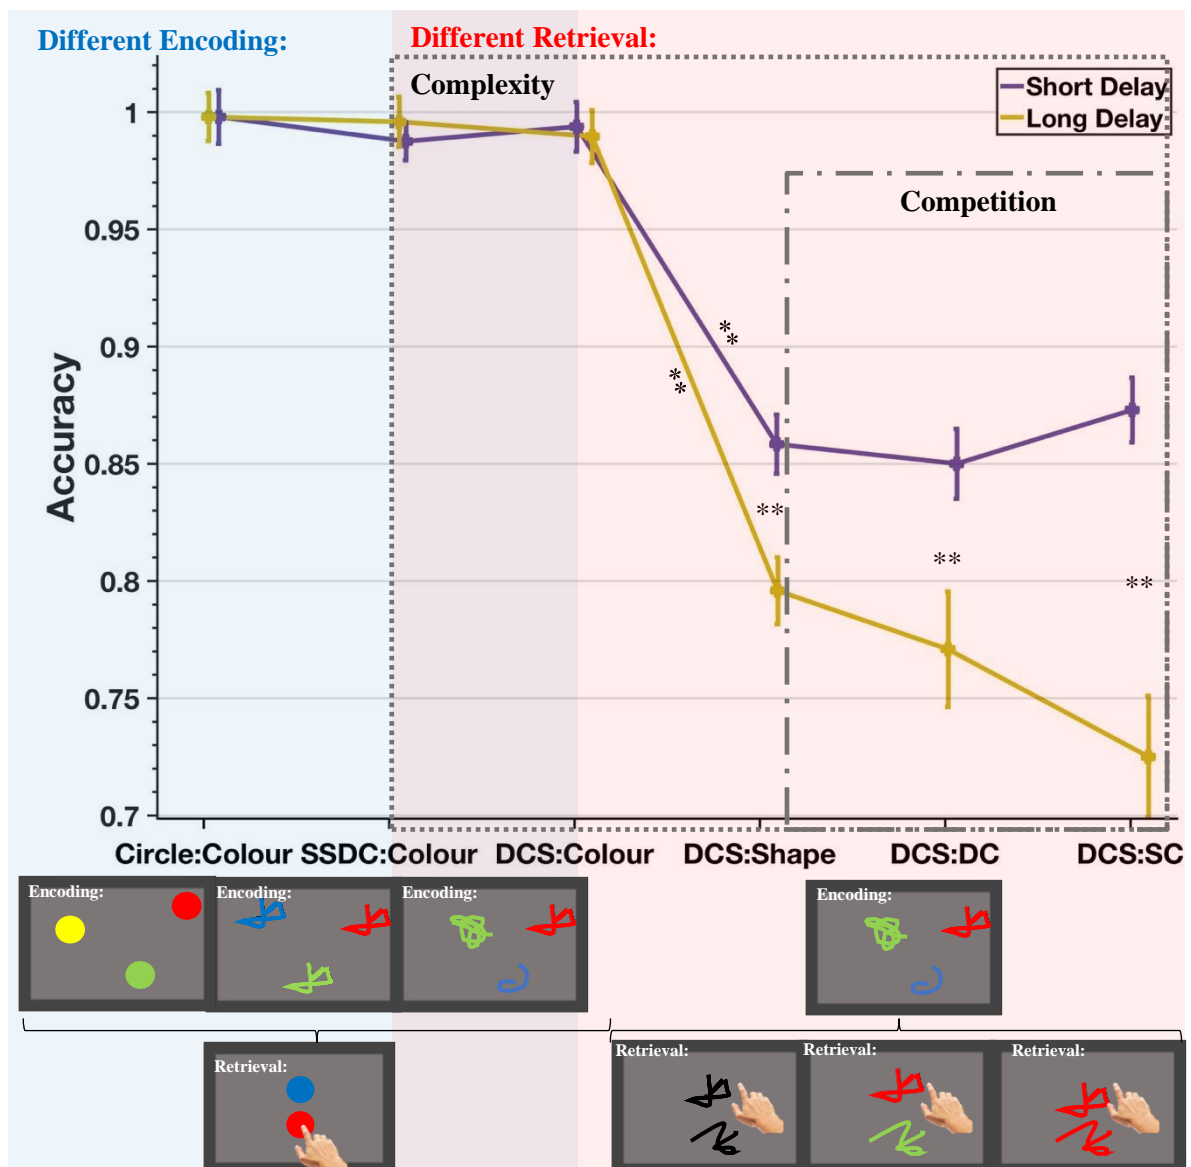 Different Encoding:
Different Retrieval:
Complexity
Short Delay
Long Delay
Competition
Accuracy
1
0.95
0.9
0.85
0.8
0.75
0.7
**
**
**
**
**
Circle:Colour SSDC:Colour DCS:Colour DCS:Shape DCS:DC DCS:SC
Encoding:
Encoding:
Encoding:
Encoding:
Retrieval:
Retrieval:
Retrieval:
Retrieval: